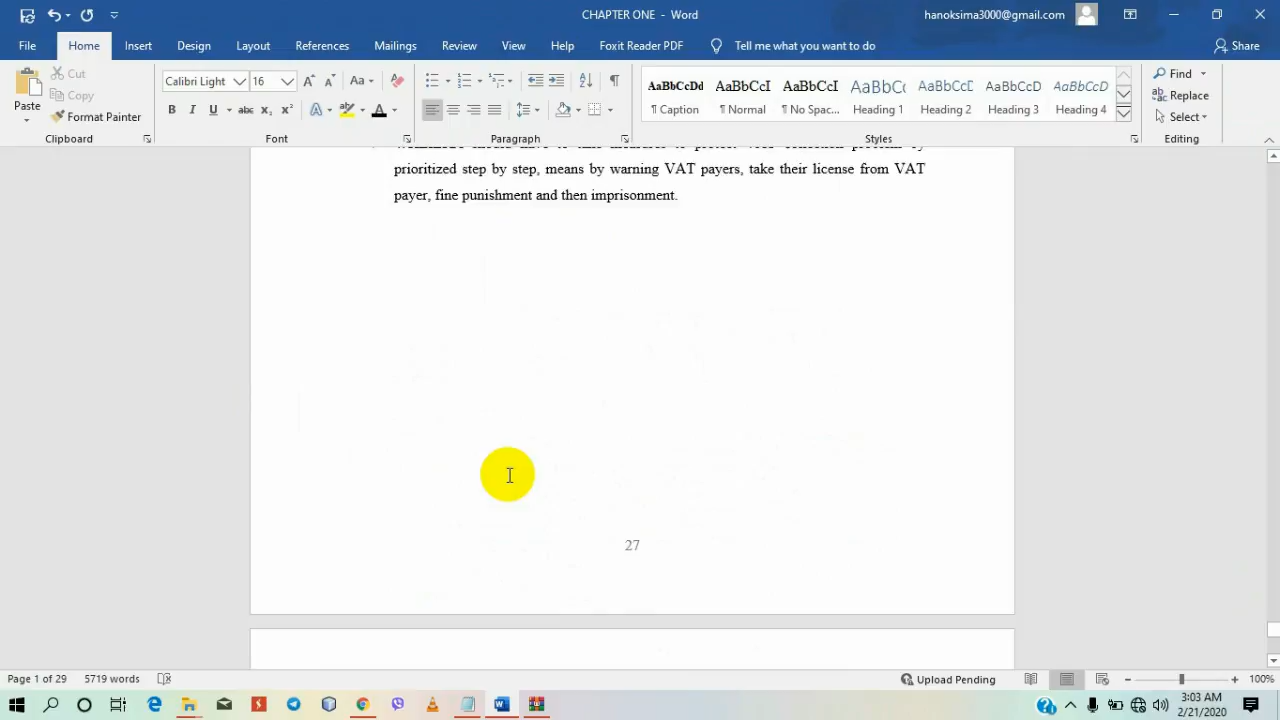 CHAPTER ONE - Word
hanoksima3000@gmail.com
File Home Insert Design Layout References Mailings Review View Help Foxit Reader PDF Tell me what you want to do Share
Paste
Cut
Copy
Format Painter
Clipboard
Calibri Light 16
Font
Paragraph
AaBbCcDd AaBbCcI AaBbCcI AaBbCc AaBbCcD AaBbCcD AaBbCcD
¶ Caption ¶ Normal ¶ No Spac... Heading 1 Heading 2 Heading 3 Heading 4
Styles
Find
Replace
Select
Editing
prioritized step by step, means by warning VAT payers, take their license from VAT
payer, fine punishment and then imprisonment.
27
Page 1 of 29 5719 words Upload Pending 100%
3:03 AM
2/21/2020